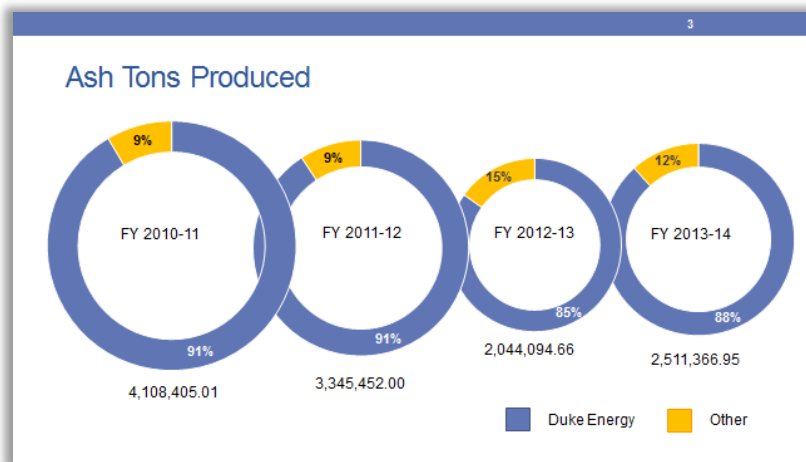 3
Ash Tons Produced
9%
FY 2010-11
91%
4,108,405.01
9%
FY 2011-12
91%
3,345,452.00
15%
FY 2012-13
85%
2,044,094.66
12%
FY 2013-14
88%
2,511,366.95
Duke Energy
Other